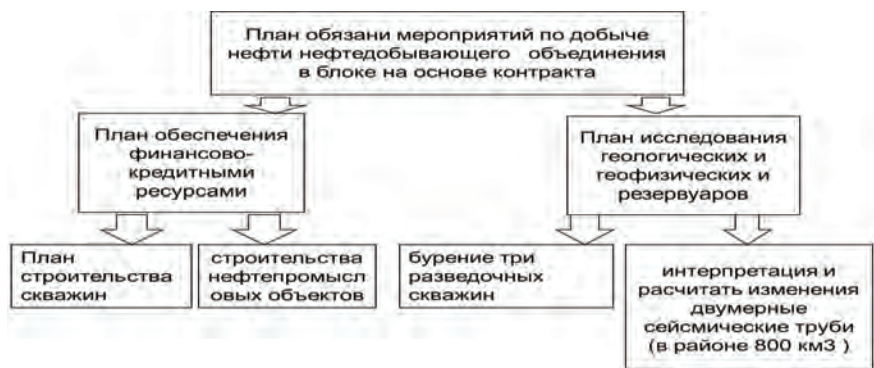 План обязани мероприятий по добыче
нефти нефтедобывающего объединения
в блоке на основе контракта
План обеспечения
финансово-
кредитными
ресурсами
План исследования
геологических и
геофизических и
резервуаров
План
строительства
скважин
строительства
нефтепромысл
овых объектов
бурение три
разведочных
скважин
интерпретация и
расчитать изменения
двумерные
сейсмические труби
(в районе 800 км3 )